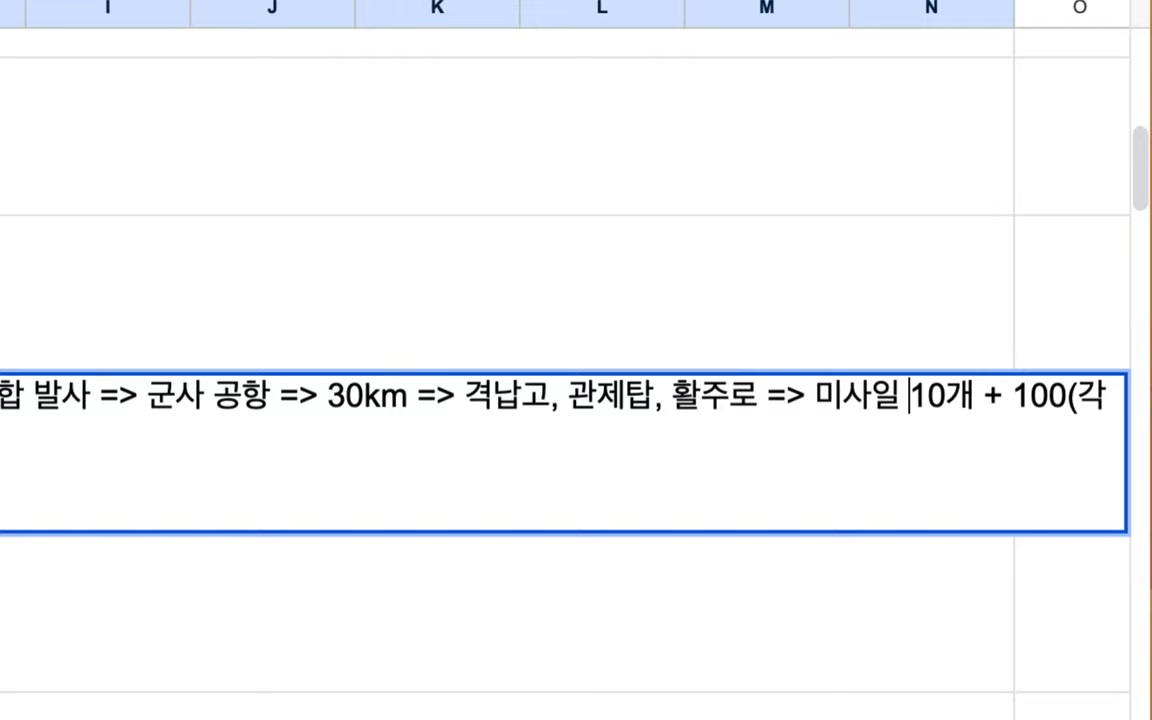 I J K L M N O
합 발사 => 군사 공항 => 30km => 격납고, 관제탑, 활주로 => 미사일 10개 + 100(각